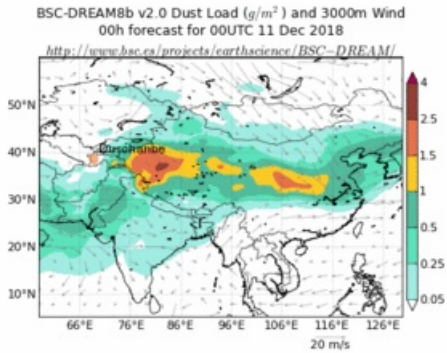 BSC-DREAM8b v2.0 Dust Load (g/m²) and 3000m Wind
00h forecast for 00UTC 11 Dec 2018
http://www.bsc.es/projects/earthscience/BSC-DREAM/
50°N
40°N
30°N
20°N
10°N
Duschanbe
66°E 76°E 86°E 96°E 106°E 116°E 126°E
20 m/s
4
2.5
1.5
1
0.5
0.25
0.05